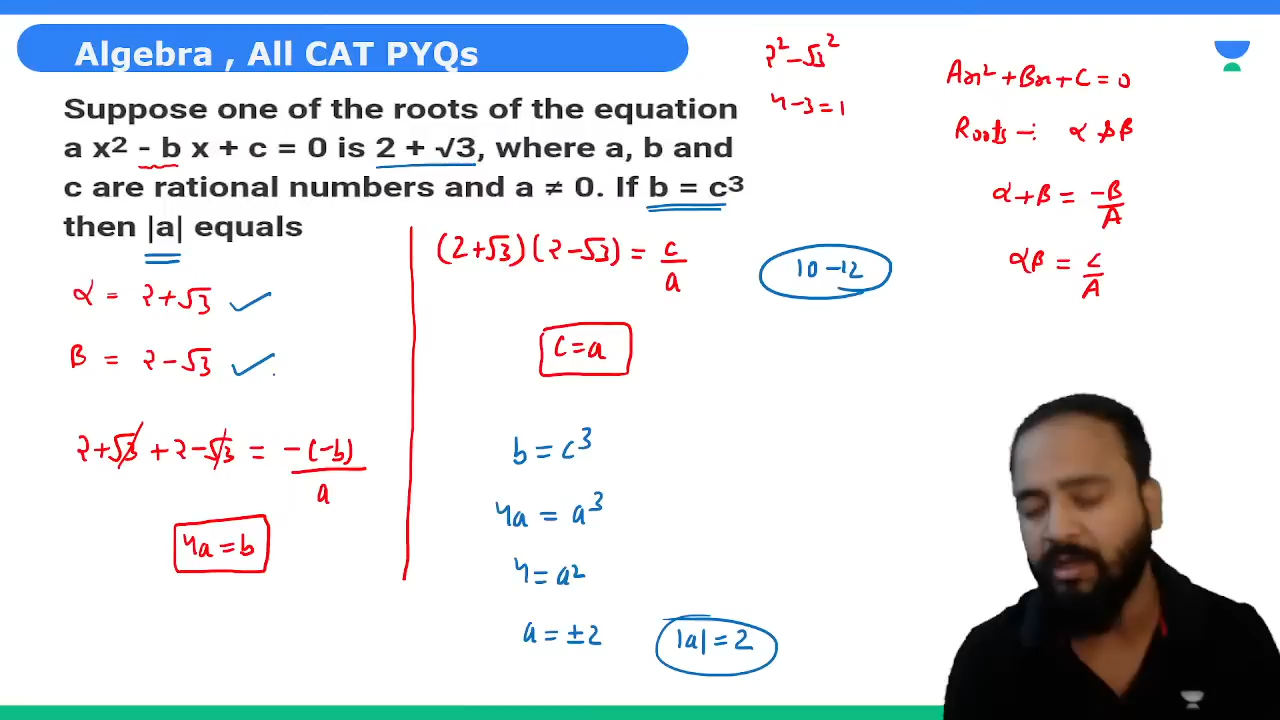 Algebra , All CAT PYQs
Suppose one of the roots of the equation
a x² - b x + c = 0 is 2 + √3, where a, b and
c are rational numbers and a ≠ 0. If b = c³
then |a| equals
α = 2+√3
β = 2-√3
2+√3 + 2-√3 = -(-b)/a
4a = b
(2+√3)(2-√3) = c/a
c = a
b = c³
4a = a³
4 = a²
a = ±2
|a| = 2
2² - √3²
4-3 = 1
10-12
Ax² + Bx + C = 0
Roots -: α & β
α+β = -B/A
αβ = C/A